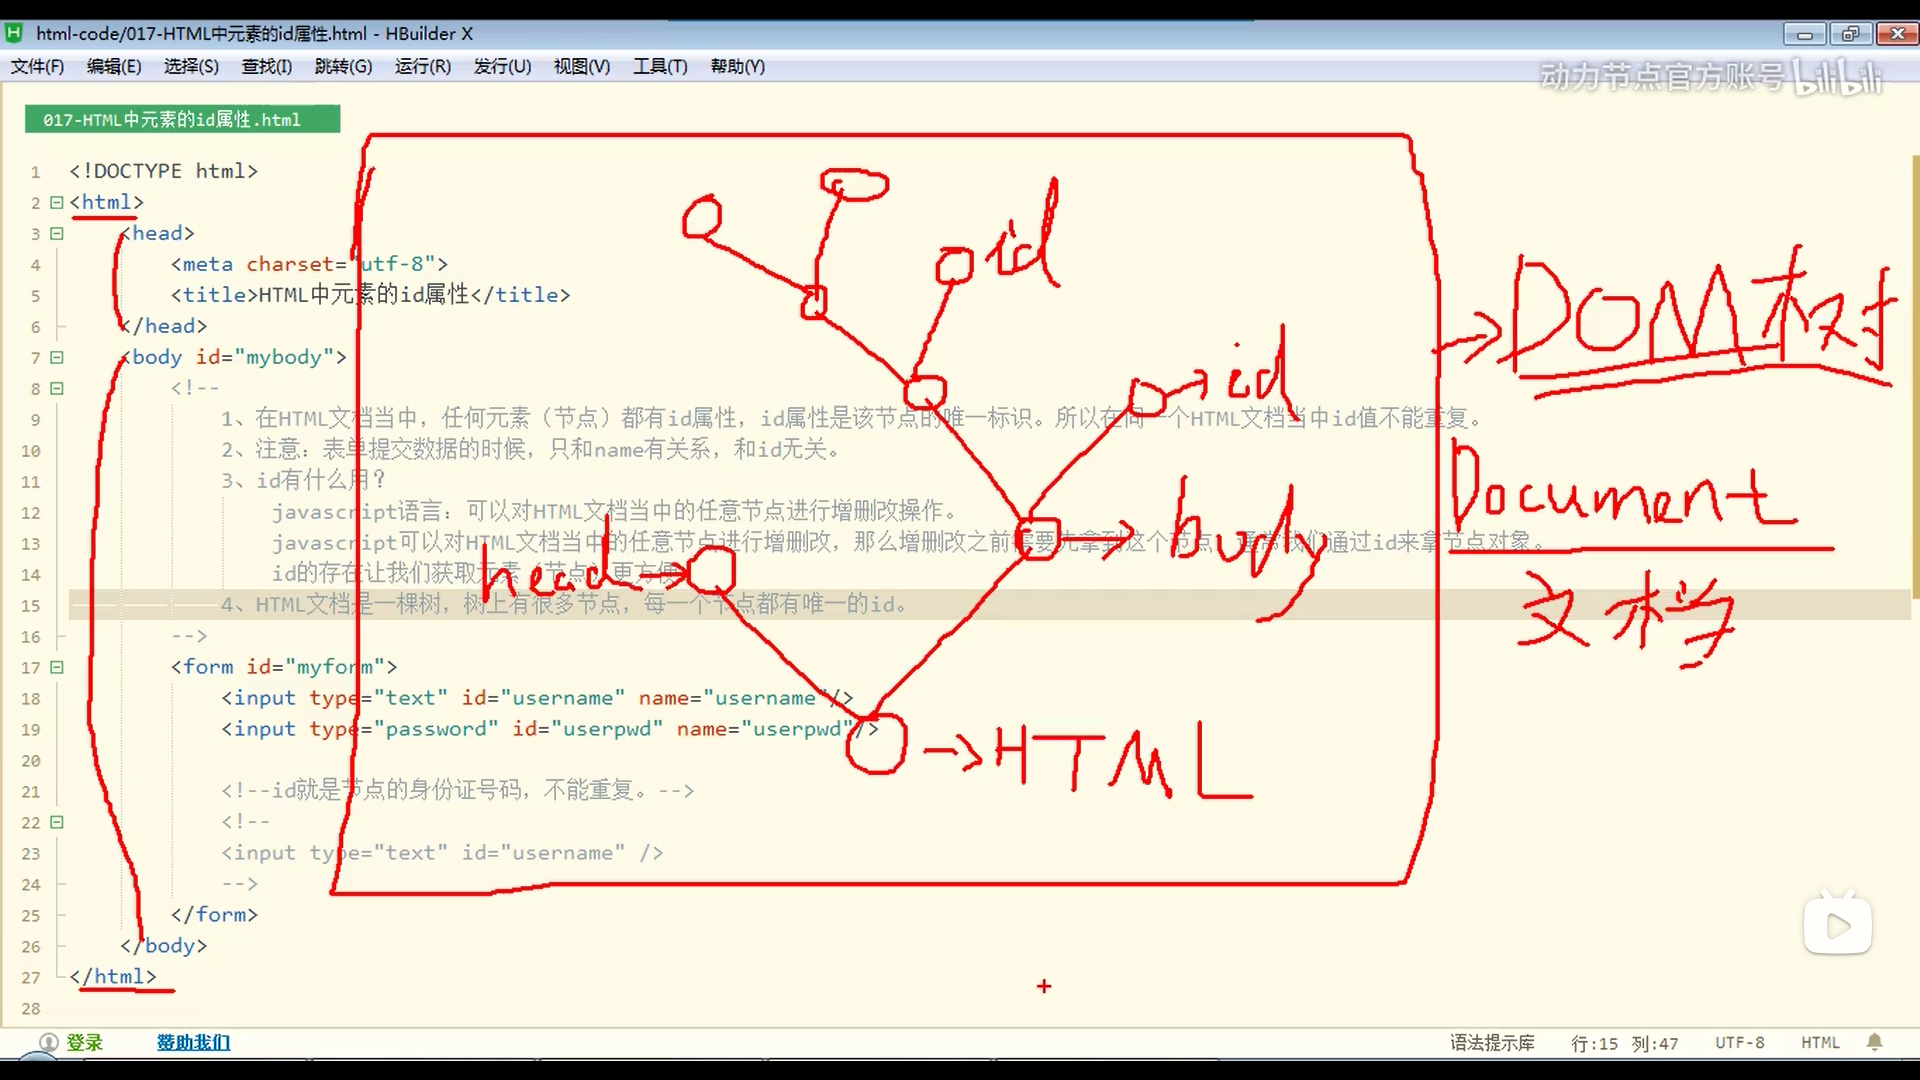 html-code/017-HTML中元素的id属性.html - HBuilder X
文件(F) 编辑(E) 选择(S) 查找(I) 跳转(G) 运行(R) 发行(U) 视图(V) 工具(T) 帮助(Y)
动力节点官方账号 bilibili
017-HTML中元素的id属性.html
1 <!DOCTYPE html>
2 <html>
3 <head>
4 <meta charset="utf-8">
5 <title>HTML中元素的id属性</title>
6 </head>
7 <body id="mybody">
8 <!--
9 1、在HTML文档当中，任何元素（节点）都有id属性，id属性是该节点的唯一标识。所以在同一个HTML文档当中id值不能重复。
10 2、注意：表单提交数据的时候，只和name有关系，和id无关。
11 3、id有什么用？
12 javascript语言：可以对HTML文档当中的任意节点进行增删改操作。
13 javascript可以对HTML文档当中的任意节点进行增删改，那么增删改之前需要先拿到这个节点，通常我们通过id来拿节点对象。
14 id的存在让我们获取元素（节点）更方便
15 4、HTML文档是一棵树，树上有很多节点，每一个节点都有唯一的id。
16 -->
17 <form id="myform">
18 <input type="text" id="username" name="username"/>
19 <input type="password" id="userpwd" name="userpwd"/>
20
21 <!--id就是节点的身份证号码，不能重复。-->
22 <!--
23 <input type="text" id="username" />
24 -->
25 </form>
26 </body>
27 </html>
28
id
id
head
body
HTML
DOM树
Document
文档
登录 赞助我们 语法提示库 行:15 列:47 UTF-8 HTML